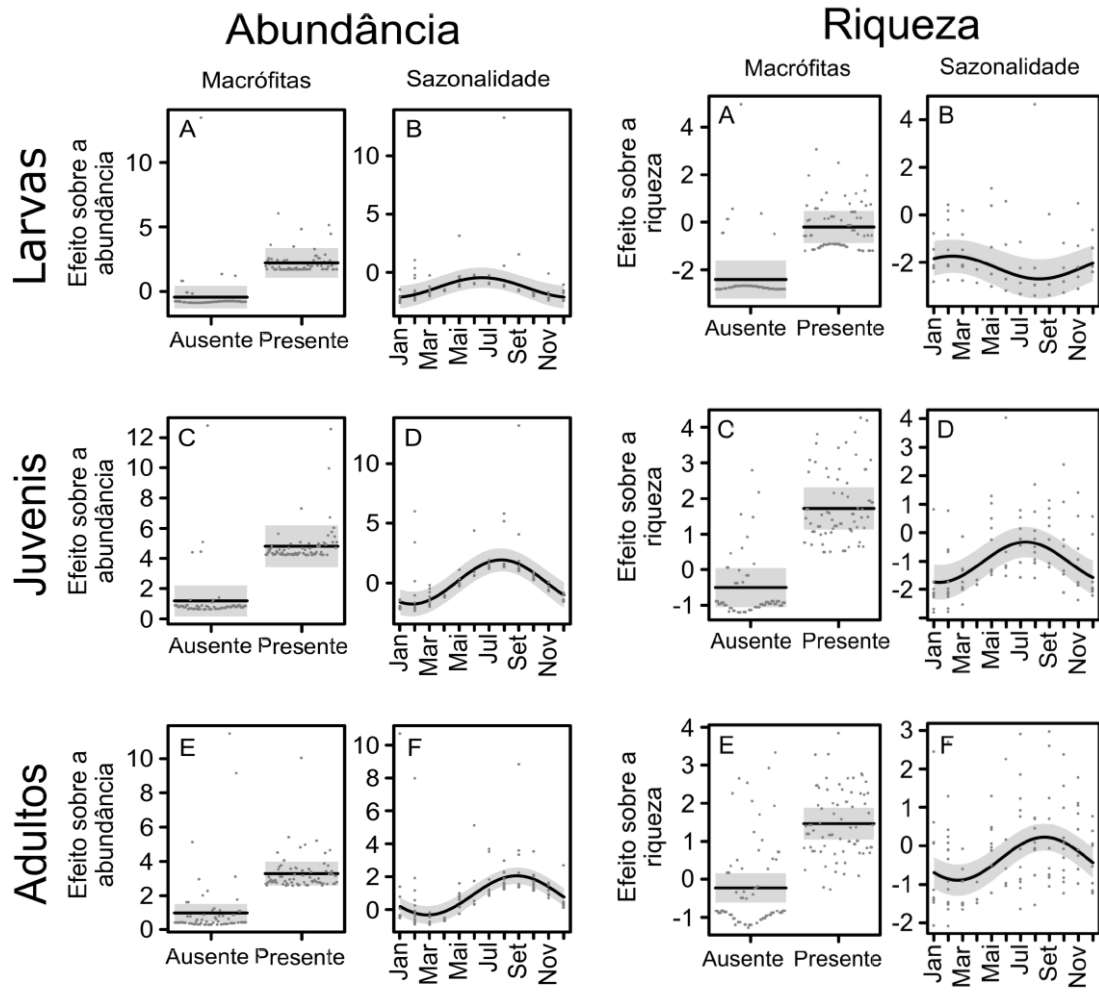 Abundância
Riqueza
Macrófitas
Sazonalidade
Macrófitas
Sazonalidade
Larvas
Efeito sobre a
abundância
A
10
5
0
Ausente Presente
B
10
5
0
Jan
Mar
Mai
Jul
Set
Nov
Efeito sobre a
riqueza
A
4
2
-0
-2
Ausente Presente
B
4
2
0
-2
Jan
Mar
Mai
Jul
Set
Nov
Juvenis
Efeito sobre a
abundância
C
12
10
8
6
4
2
0
Ausente Presente
D
10
5
0
Jan
Mar
Mai
Jul
Set
Nov
Efeito sobre a
riqueza
C
4
3
2
1
-0
-1
Ausente Presente
D
4
3
2
1
0
-1
-2
-3
Jan
Mar
Mai
Jul
Set
Nov
Adultos
Efeito sobre a
abundância
E
10
8
6
4
2
0
Ausente Presente
F
10
8
6
4
2
0
Jan
Mar
Mai
Jul
Set
Nov
Efeito sobre a
riqueza
E
4
3
2
1
-0
-1
Ausente Presente
F
3
2
1
-0
-1
-2
Jan
Mar
Mai
Jul
Set
Nov